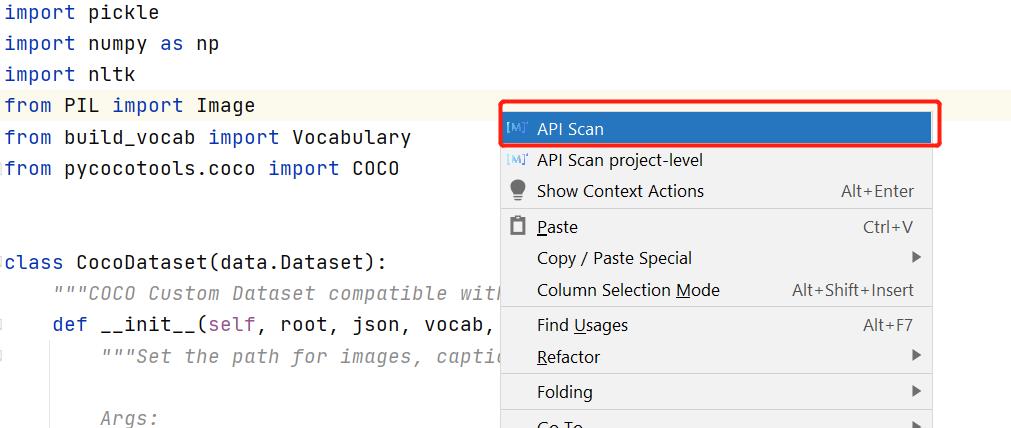 import pickle
import numpy as np
import nltk
from PIL import Image
from build_vocab import Vocabulary
from pycocotools.coco import COCO
class CocoDataset(data.Dataset):
"""COCO Custom Dataset compatible with
def __init__(self, root, json, vocab,
"""Set the path for images, captio
Args:
[M] API Scan
[M] API Scan project-level
Show Context Actions Alt+Enter
Paste Ctrl+V
Copy / Paste Special
Column Selection Mode Alt+Shift+Insert
Find Usages Alt+F7
Refactor
Folding
Go To